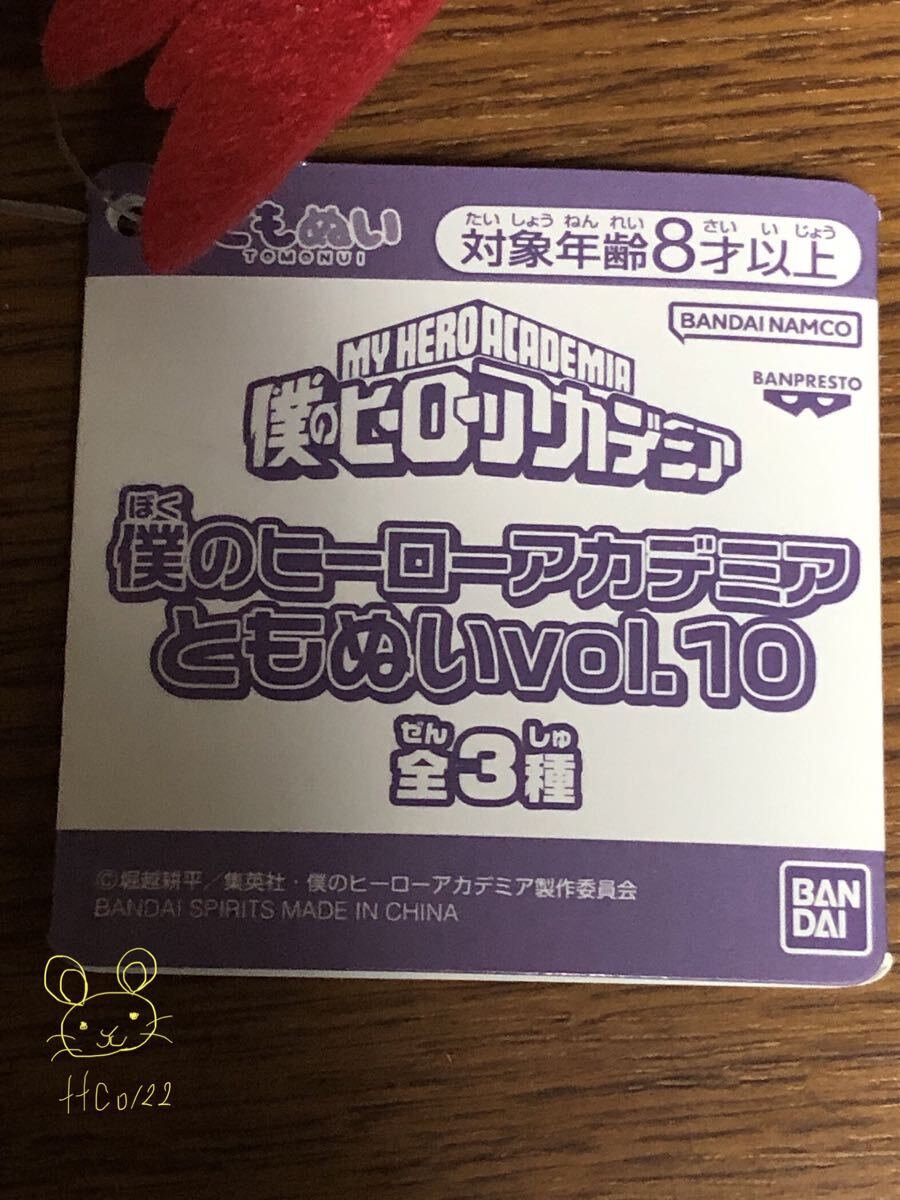 ともぬい
TOMONUI
たいしょうねんれい さいいじょう
対象年齢8才以上
BANDAI NAMCO
BANPRESTO
MY HERO ACADEMIA
僕のヒーローアカデミア
ぼく
僕のヒーローアカデミア
ともぬいvol.10
ぜん しゅ
全3種
©堀越耕平/集英社・僕のヒーローアカデミア製作委員会
BANDAI SPIRITS MADE IN CHINA
BAN
DAI
HCO122